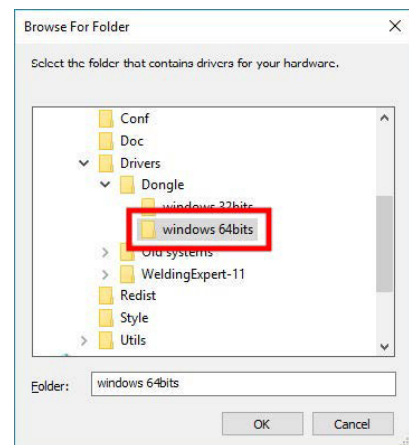 Browse For Folder
Select the folder that contains drivers for your hardware.
Conf
Doc
Drivers
Dongle
windows 32bits
windows 64bits
Old systems
WeldingExpert-11
Redist
Style
Utils
Folder: windows 64bits
OK Cancel